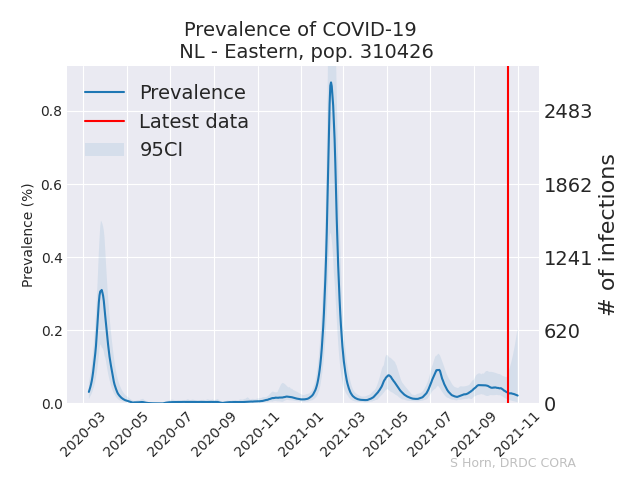 Prevalence of COVID-19
NL - Eastern, pop. 310426
Prevalence
Latest data
95CI
Prevalence (%)
0.8
0.6
0.4
0.2
0.0
2483
1862
1241
620
0
# of infections
2020-03
2020-05
2020-07
2020-09
2020-11
2021-01
2021-03
2021-05
2021-07
2021-09
2021-11
S Horn, DRDC CORA